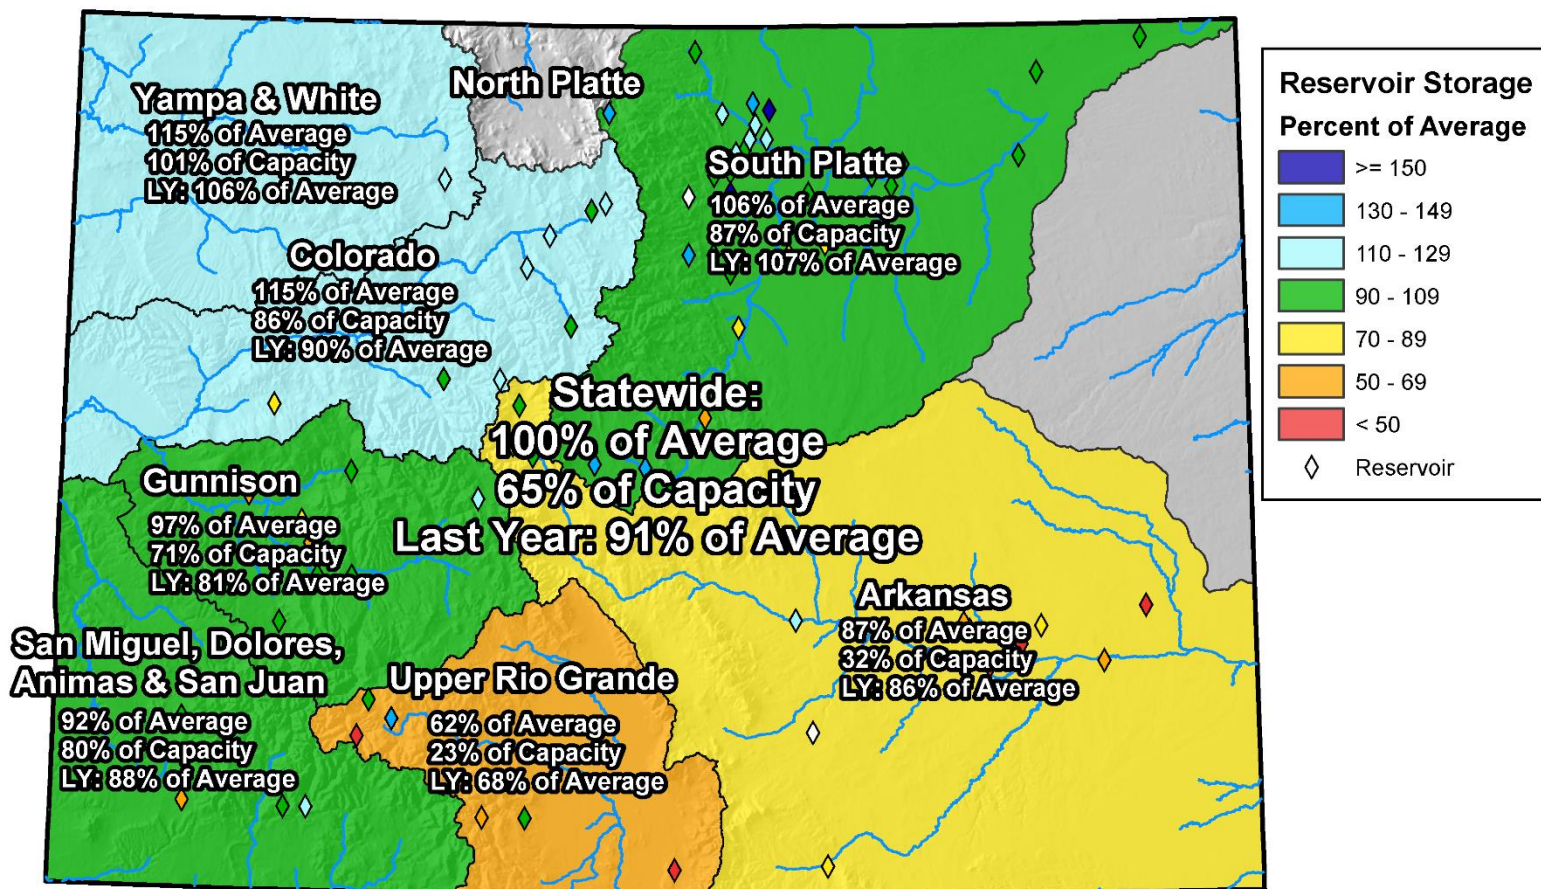 North Platte
Yampa & White
115% of Average
101% of Capacity
LY: 106% of Average
South Platte
106% of Average
87% of Capacity
LY: 107% of Average
Colorado
115% of Average
86% of Capacity
LY: 90% of Average
Statewide:
100% of Average
65% of Capacity
Last Year: 91% of Average
Gunnison
97% of Average
71% of Capacity
LY: 81% of Average
Arkansas
87% of Average
32% of Capacity
LY: 86% of Average
San Miguel, Dolores,
Animas & San Juan
92% of Average
80% of Capacity
LY: 88% of Average
Upper Rio Grande
62% of Average
23% of Capacity
LY: 68% of Average
Reservoir Storage
Percent of Average
>= 150
130 - 149
110 - 129
90 - 109
70 - 89
50 - 69
< 50
Reservoir